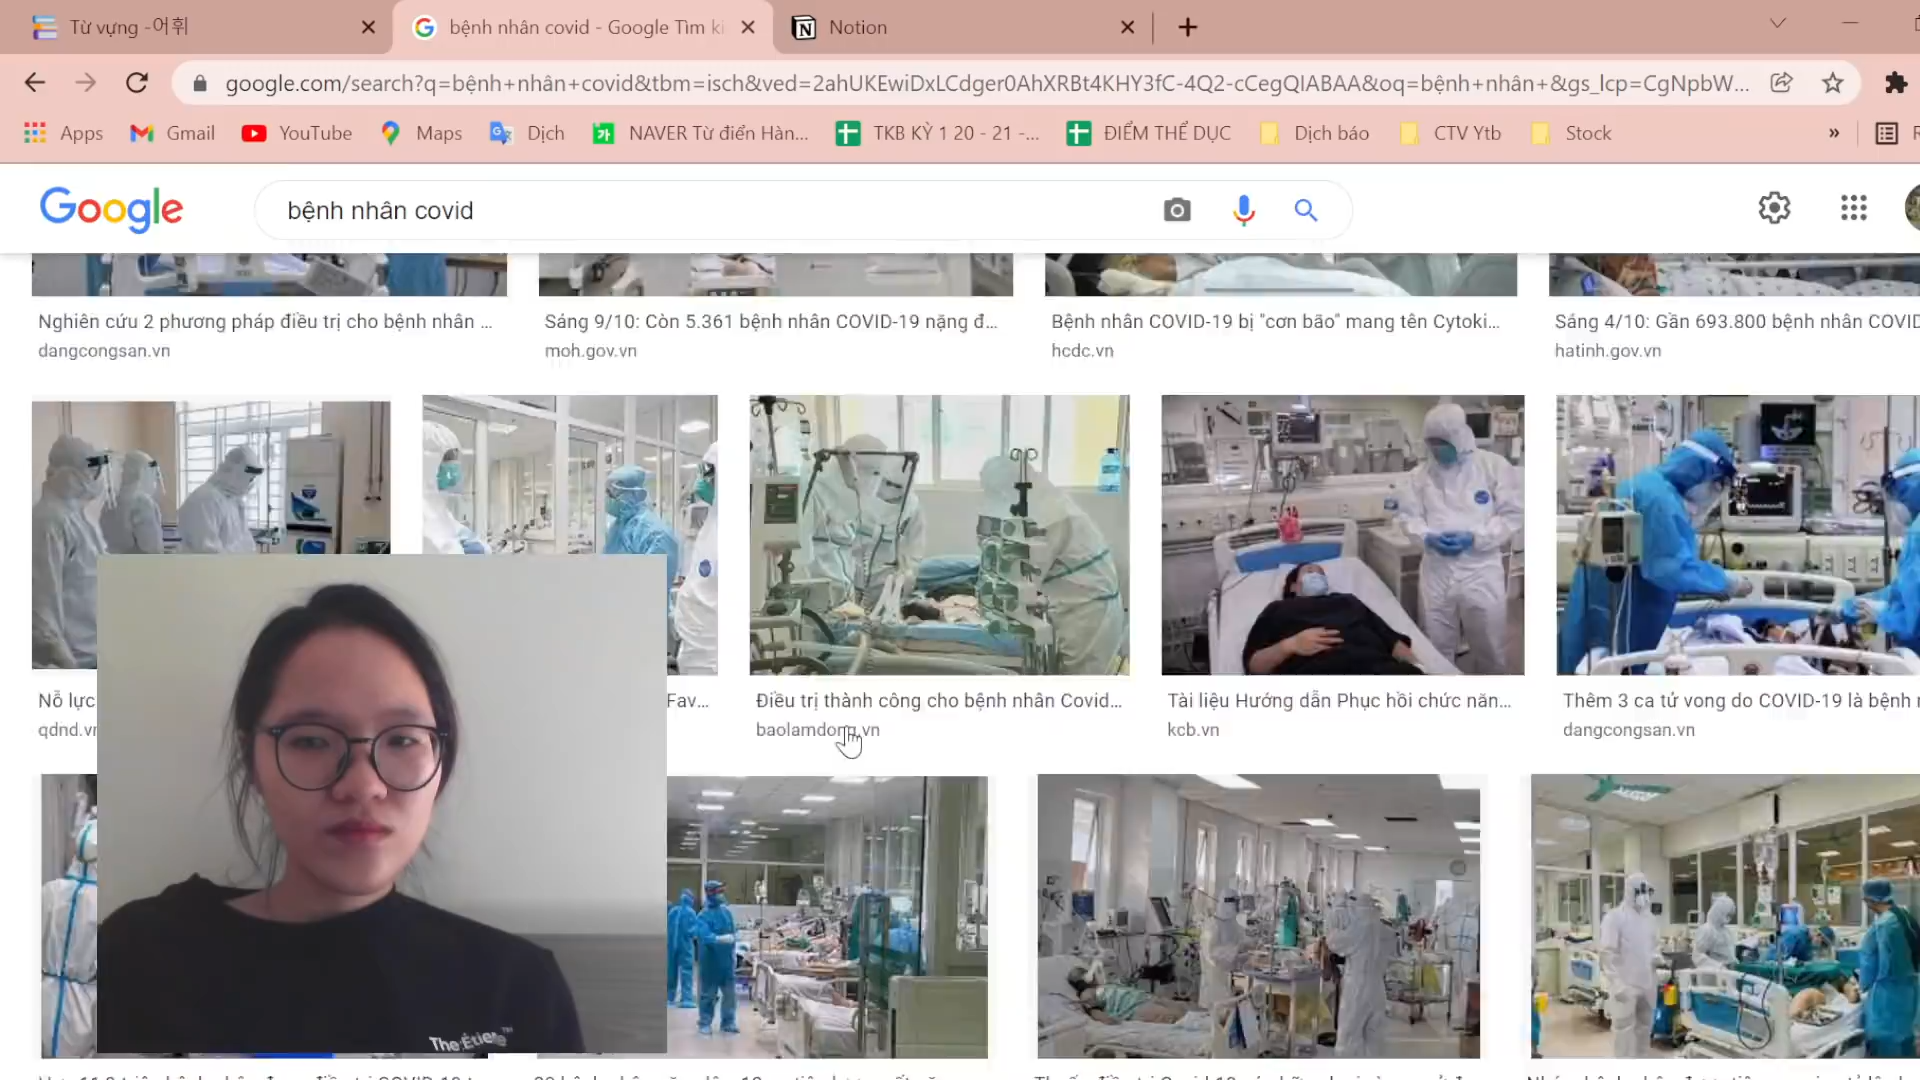 Từ vựng -어휘
bệnh nhân covid - Google Tìm ki
Notion
google.com/search?q=bệnh+nhân+covid&tbm=isch&ved=2ahUKEwiDxLCdger0AhXRBt4KHY3fC-4Q2-cCegQIABAA&oq=bệnh+nhân+&gs_lcp=CgNpbW...
Apps
Gmail
YouTube
Maps
Dịch
NAVER Từ điển Hàn...
TKB KỲ 1 20 - 21 -...
ĐIỂM THỂ DỤC
Dịch báo
CTV Ytb
Stock
»
Google
bệnh nhân covid
Nghiên cứu 2 phương pháp điều trị cho bệnh nhân ...
dangcongsan.vn
Sáng 9/10: Còn 5.361 bệnh nhân COVID-19 nặng đ...
moh.gov.vn
Bệnh nhân COVID-19 bị "cơn bão" mang tên Cytoki...
hcdc.vn
Sáng 4/10: Gần 693.800 bệnh nhân COVID
hatinh.gov.vn
Nỗ lực
qdnd.vn
Fav...
Điều trị thành công cho bệnh nhân Covid...
baolamdong.vn
Tài liệu Hướng dẫn Phục hồi chức năn...
kcb.vn
Thêm 3 ca tử vong do COVID-19 là bệnh
dangcongsan.vn